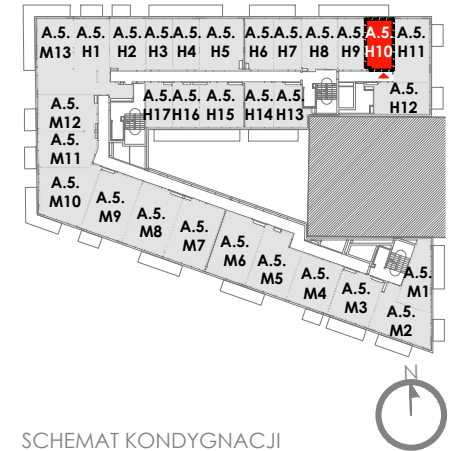 A.5. A.5. A.5. A.5. A.5. A.5. A.5. A.5. A.5. A.5. A.5. A.5.
M13 H1 H2 H3 H4 H5 H6 H7 H8 H9 H10 H11
A.5. A.5. A.5. A.5. A.5. A.5.
H17 H16 H15 H14 H13 H12
A.5.
M12
A.5.
M11
A.5.
M10
A.5.
M9
A.5.
M8
A.5.
M7
A.5.
M6
A.5.
M5
A.5.
M4
A.5.
M3
A.5.
M2
A.5.
M1
N
SCHEMAT KONDYGNACJI